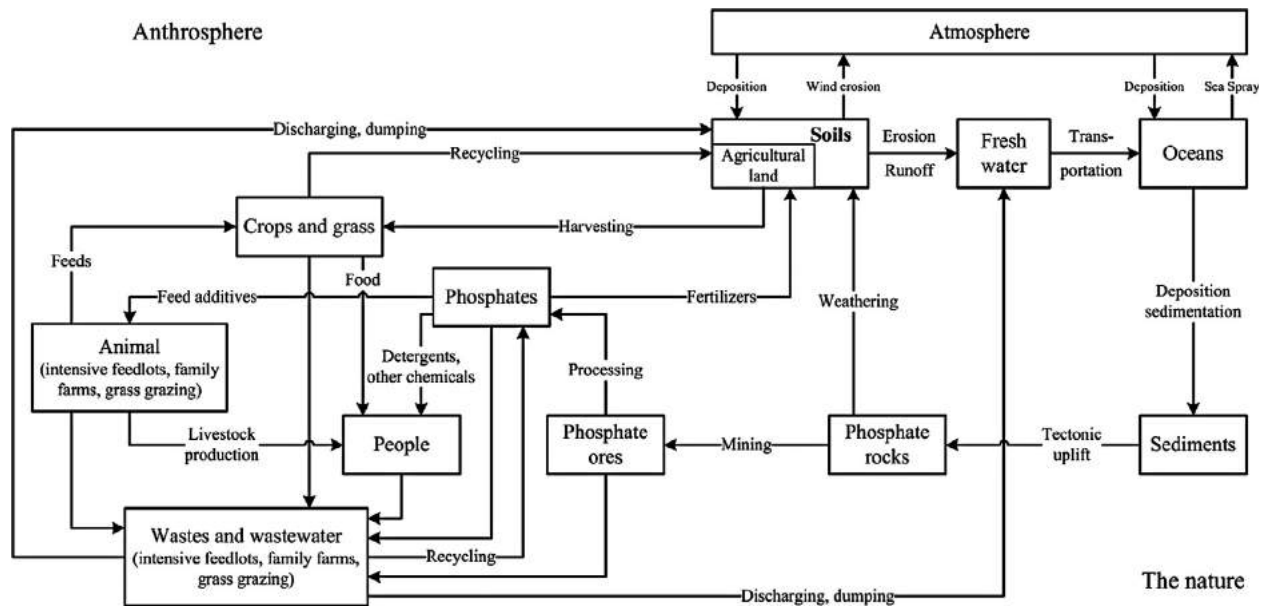 Anthrosphere
Atmosphere
Deposition
Wind erosion
Deposition
Sea Spray
Discharging, dumping
Soils
Erosion
Runoff
Fresh
water
Trans-
portation
Oceans
Recycling
Agricultural
land
Crops and grass
Harvesting
Feeds
Food
Feed additives
Phosphates
Fertilizers
Weathering
Deposition
sedimentation
Animal
(intensive feedlots, family
farms, grass grazing)
Detergents,
other chemicals
Processing
Livestock
production
People
Phosphate
ores
Mining
Phosphate
rocks
Tectonic
uplift
Sediments
Wastes and wastewater
(intensive feedlots, family farms,
grass grazing)
Recycling
Discharging, dumping
The nature